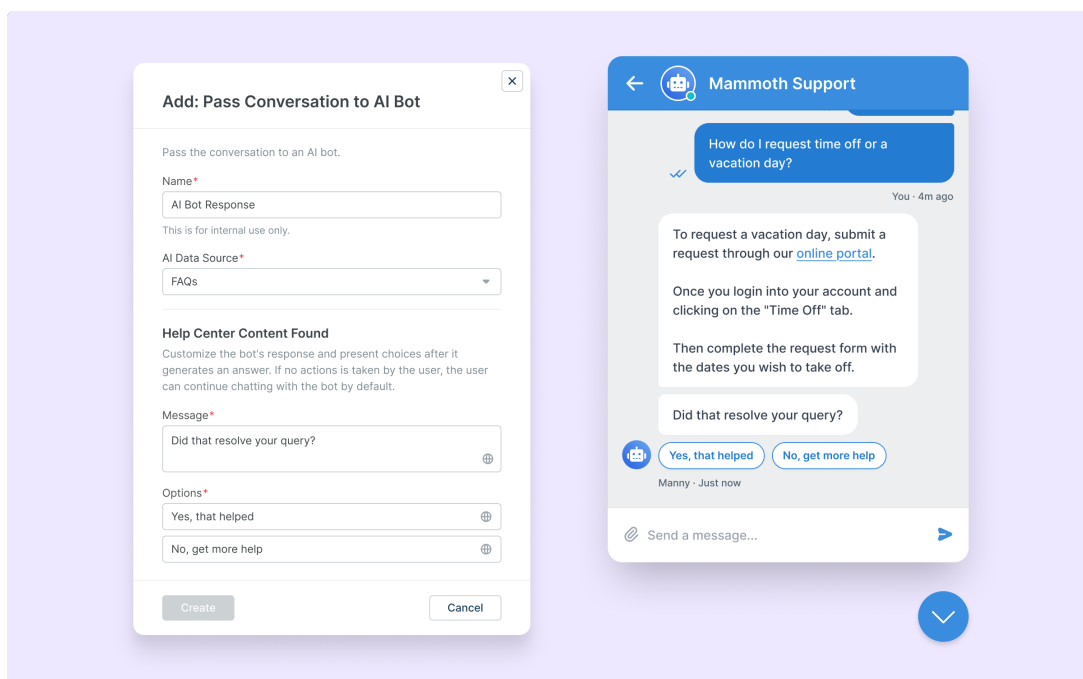 Add: Pass Conversation to AI Bot
Pass the conversation to an AI bot.
Name*
AI Bot Response
This is for internal use only.
AI Data Source*
FAQs
Help Center Content Found
Customize the bot's response and present choices after it
generates an answer. If no actions is taken by the user, the user
can continue chatting with the bot by default.
Message*
Did that resolve your query?
Options*
Yes, that helped
No, get more help
Create
Cancel
Mammoth Support
How do I request time off or a
vacation day?
You · 4m ago
To request a vacation day, submit a
request through our online portal.
Once you login into your account and
clicking on the "Time Off" tab.
Then complete the request form with
the dates you wish to take off.
Did that resolve your query?
Yes, that helped
No, get more help
Manny · Just now
Send a message...